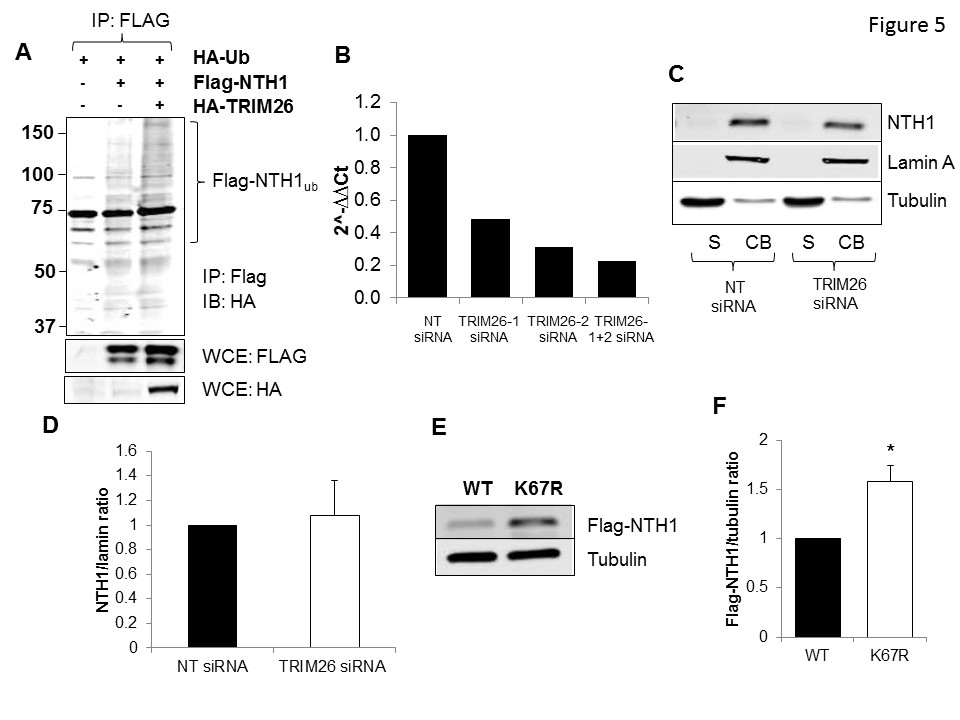 Figure 5
A
IP: FLAG
+ + + HA-Ub
- + + Flag-NTH1
- - + HA-TRIM26
150
100
75
50
37
Flag-NTH1ub
IP: Flag
IB: HA
WCE: FLAG
WCE: HA
B
2^-∆∆Ct
1.2
1.0
0.8
0.6
0.4
0.2
0.0
NT siRNA
TRIM26-1 siRNA
TRIM26-2 siRNA
TRIM26-1+2 siRNA
C
NTH1
Lamin A
Tubulin
S CB S CB
NT siRNA
TRIM26 siRNA
D
NTH1/lamin ratio
1.6
1.4
1.2
1
0.8
0.6
0.4
0.2
0
NT siRNA
TRIM26 siRNA
E
WT K67R
Flag-NTH1
Tubulin
F
Flag-NTH1/tubulin ratio
2
1.5
1
0.5
0
*
WT
K67R